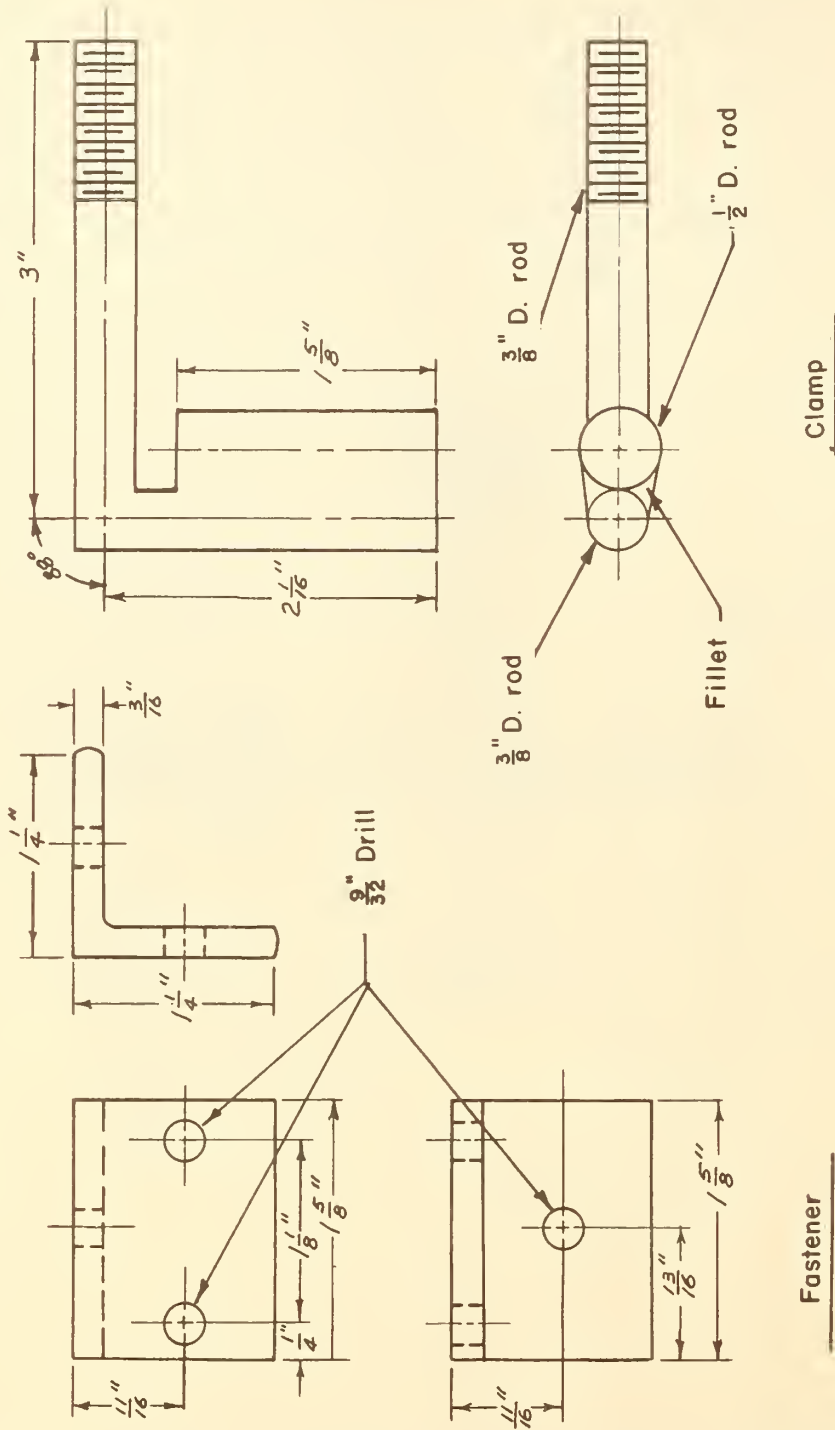 3"
88°
1 5/8"
2 1/16"
1 1/4"
3/16"
1 1/4"
9/32" Drill
11/16"
1/4"
1 1/8"
1 5/8"
11/16"
13/16"
1 5/8"
3/8" D. rod
3/8" D. rod
1/2" D. rod
Fillet
Fastener
Clamp